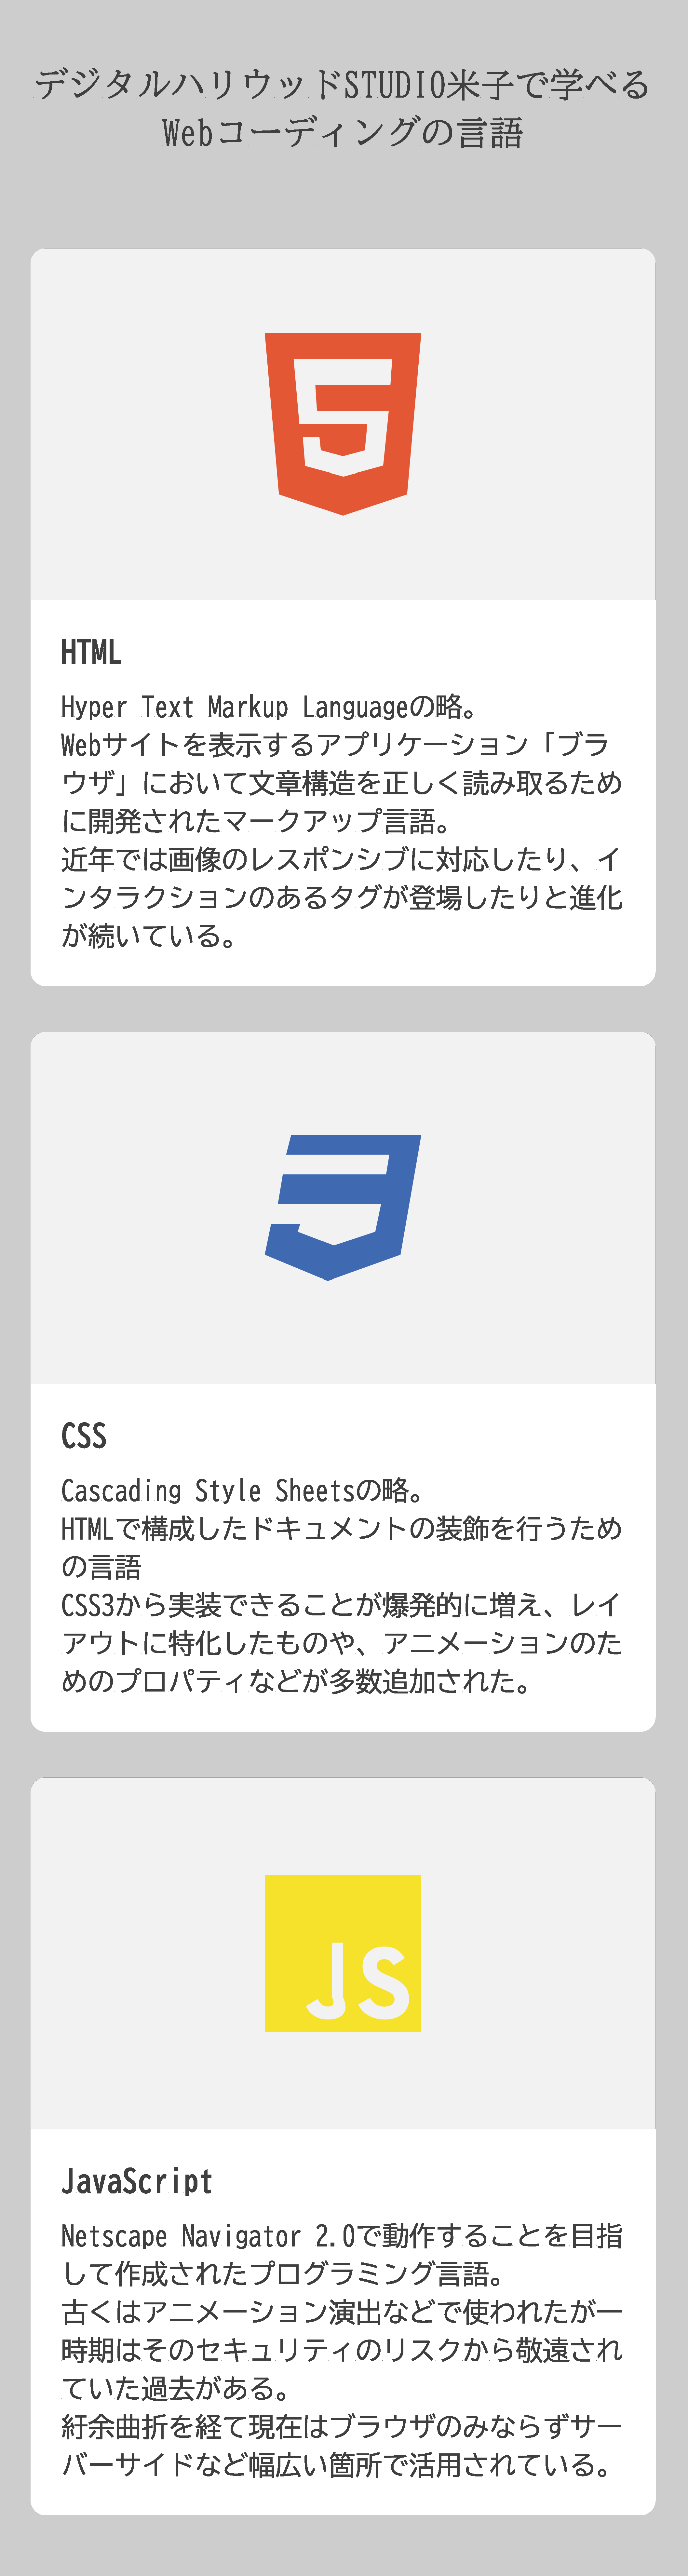 デジタルハリウッドSTUDIO米子で学べる
Webコーディングの言語
HTML
Hyper Text Markup Languageの略。
Webサイトを表示するアプリケーション「ブラ
ウザ」において文章構造を正しく読み取るため
に開発されたマークアップ言語。
近年では画像のレスポンシブに対応したり、イ
ンタラクションのあるタグが登場したりと進化
が続いている。
CSS
Cascading Style Sheetsの略。
HTMLで構成したドキュメントの装飾を行うため
の言語
CSS3から実装できることが爆発的に増え、レイ
アウトに特化したものや、アニメーションのた
めのプロパティなどが多数追加された。
JS
JavaScript
Netscape Navigator 2.0で動作することを目指
して作成されたプログラミング言語。
古くはアニメーション演出などで使われたが一
時期はそのセキュリティのリスクから敬遠され
ていた過去がある。
紆余曲折を経て現在はブラウザのみならずサー
バーサイドなど幅広い箇所で活用されている。